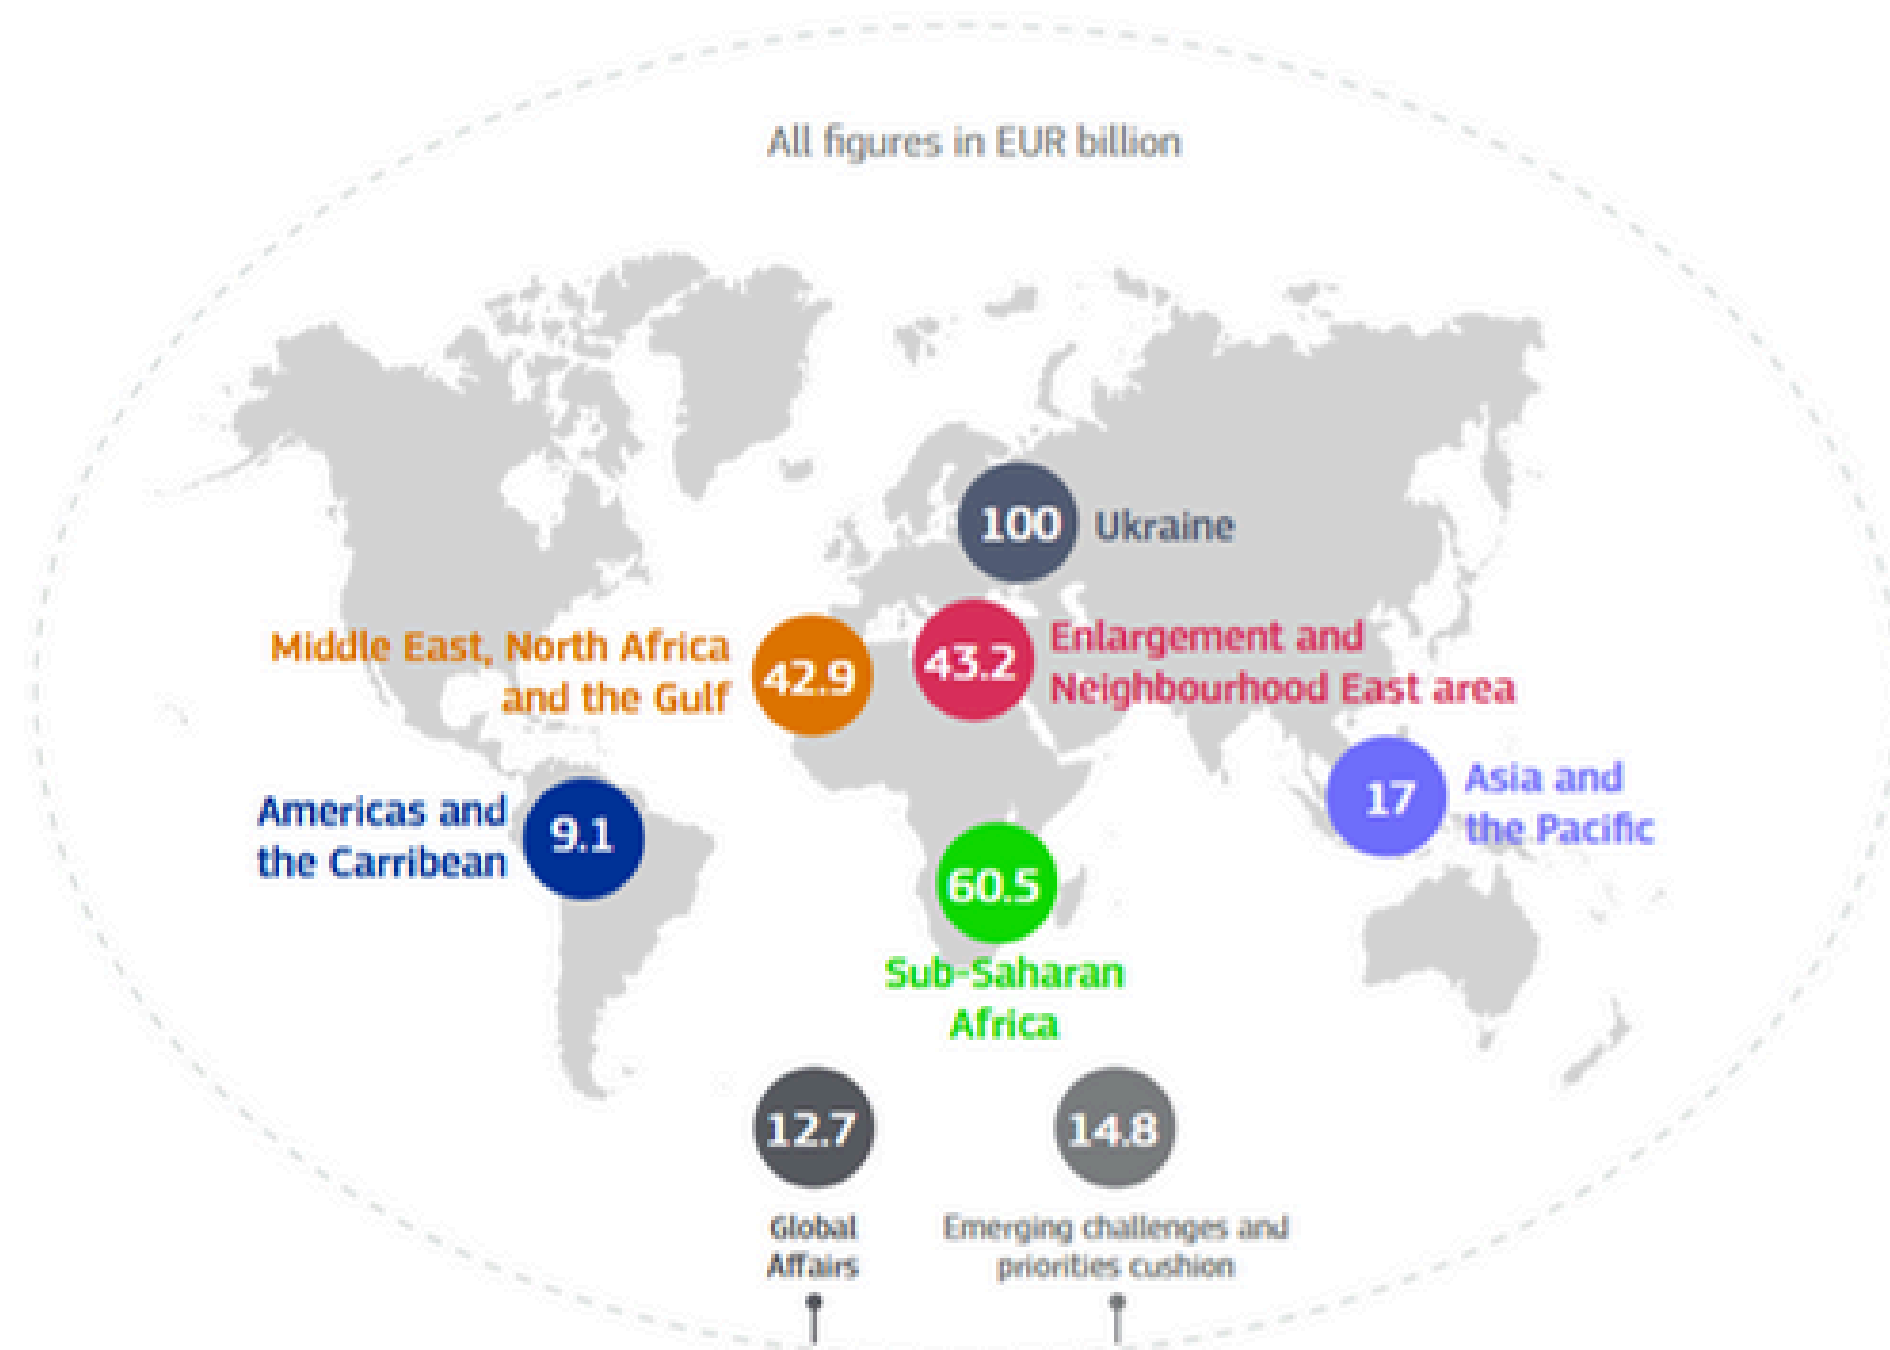 All figures in EUR billion
100
Ukraine
Middle East, North Africa
and the Gulf
42.9
43.2
Enlargement and
Neighbourhood East area
Americas and
the Carribean
9.1
17
Asia and
the Pacific
60.5
Sub-Saharan
Africa
12.7
Global
Affairs
14.8
Emerging challenges and
priorities cushion